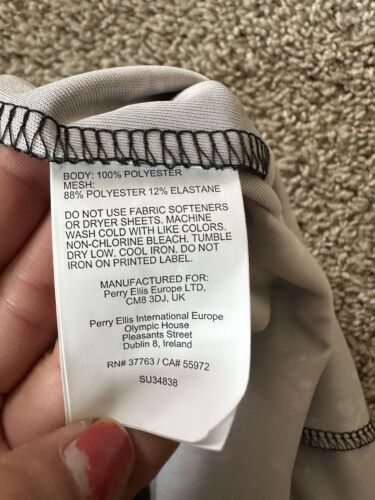 BODY: 100% POLYESTER
MESH:
88% POLYESTER 12% ELASTANE
DO NOT USE FABRIC SOFTENERS
OR DRYER SHEETS. MACHINE
WASH COLD WITH LIKE COLORS.
NON-CHLORINE BLEACH. TUMBLE
DRY LOW. COOL IRON. DO NOT
IRON ON PRINTED LABEL.
MANUFACTURED FOR:
Perry Ellis Europe LTD,
CM8 3DJ, UK
Perry Ellis International Europe
Olympic House
Pleasants Street
Dublin 8, Ireland
RN# 37763 / CA# 55972
SU34838